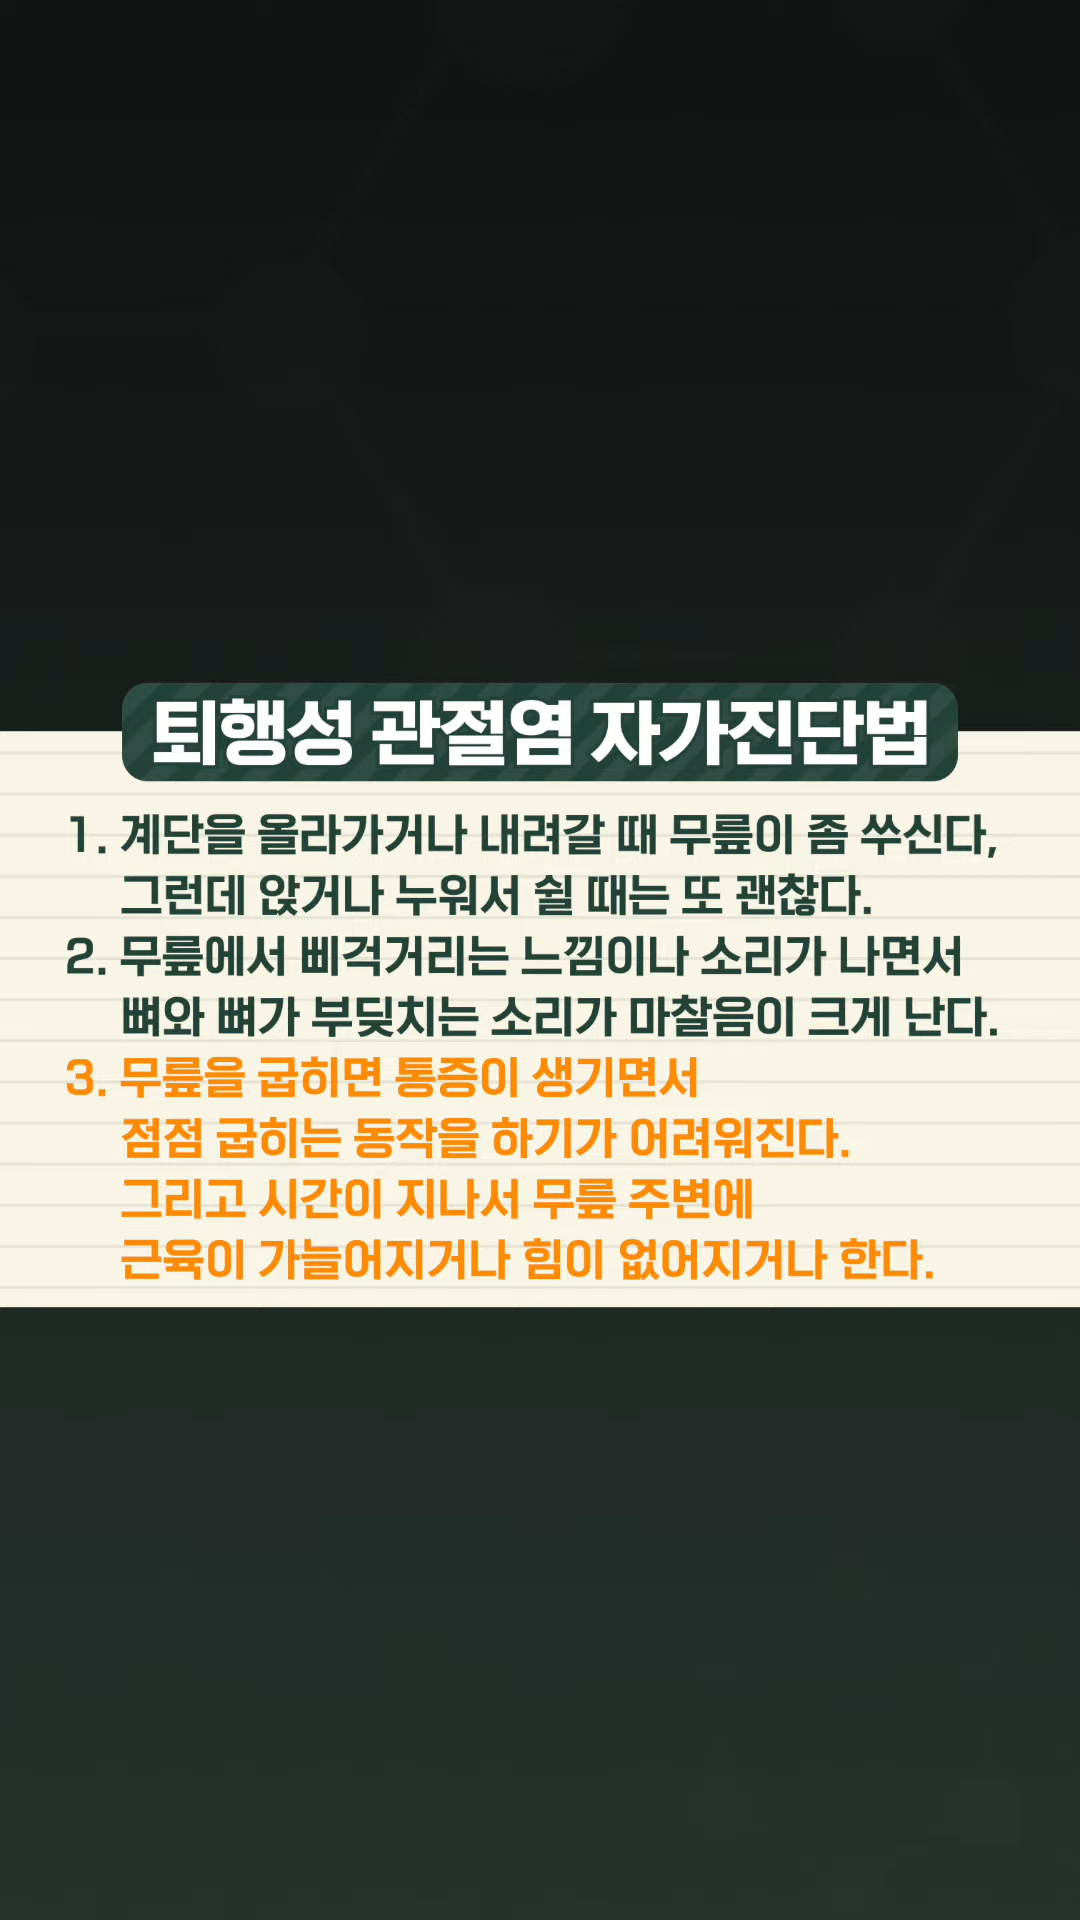 퇴행성 관절염 자가진단법
1. 계단을 올라가거나 내려갈 때 무릎이 좀 쑤신다,
그런데 앉거나 누워서 쉴 때는 또 괜찮다.
2. 무릎에서 삐걱거리는 느낌이나 소리가 나면서
뼈와 뼈가 부딪치는 소리가 마찰음이 크게 난다.
3. 무릎을 굽히면 통증이 생기면서
점점 굽히는 동작을 하기가 어려워진다.
그리고 시간이 지나서 무릎 주변에
근육이 가늘어지거나 힘이 없어지거나 한다.